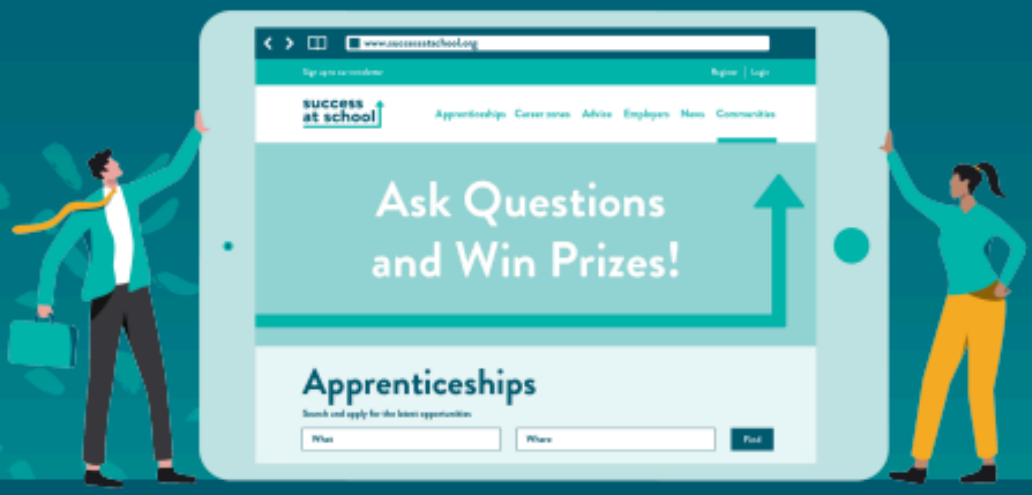 www.successatschool.org
Sign up to our newsletter
Register | Login
success
at school
Apprenticeships Career zones Advice Employers News Communities
Ask Questions
and Win Prizes!
Apprenticeships
Search and apply for the latest opportunities
What Where Find